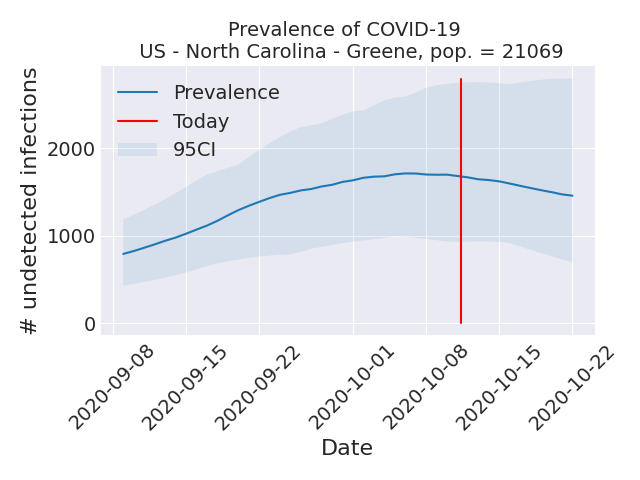 Prevalence of COVID-19
US - North Carolina - Greene, pop. = 21069
# undetected infections
2000
1000
0
Prevalence
Today
95CI
2020-09-08
2020-09-15
2020-09-22
2020-10-01
2020-10-08
2020-10-15
2020-10-22
Date